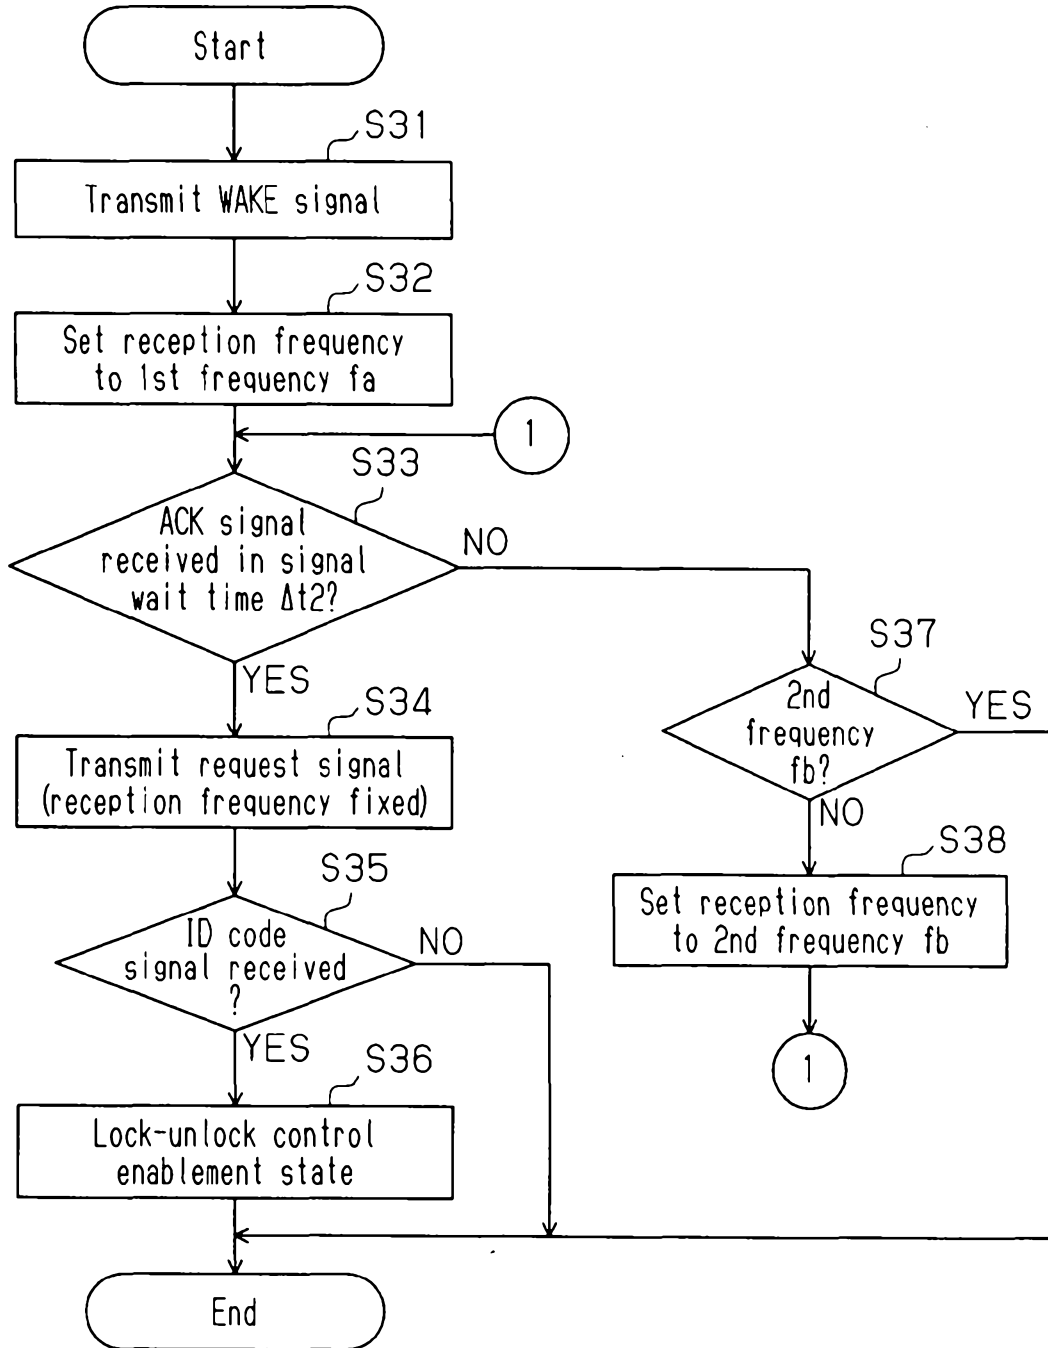 Start
S31
Transmit WAKE signal
S32
Set reception frequency
to 1st frequency fa
1
S33
ACK signal
received in signal
wait time Δt2?
NO
YES
S37
2nd
frequency
fb?
YES
NO
S34
Transmit request signal
(reception frequency fixed)
S38
Set reception frequency
to 2nd frequency fb
1
S35
ID code
signal received
?
NO
YES
S36
Lock-unlock control
enablement state
End